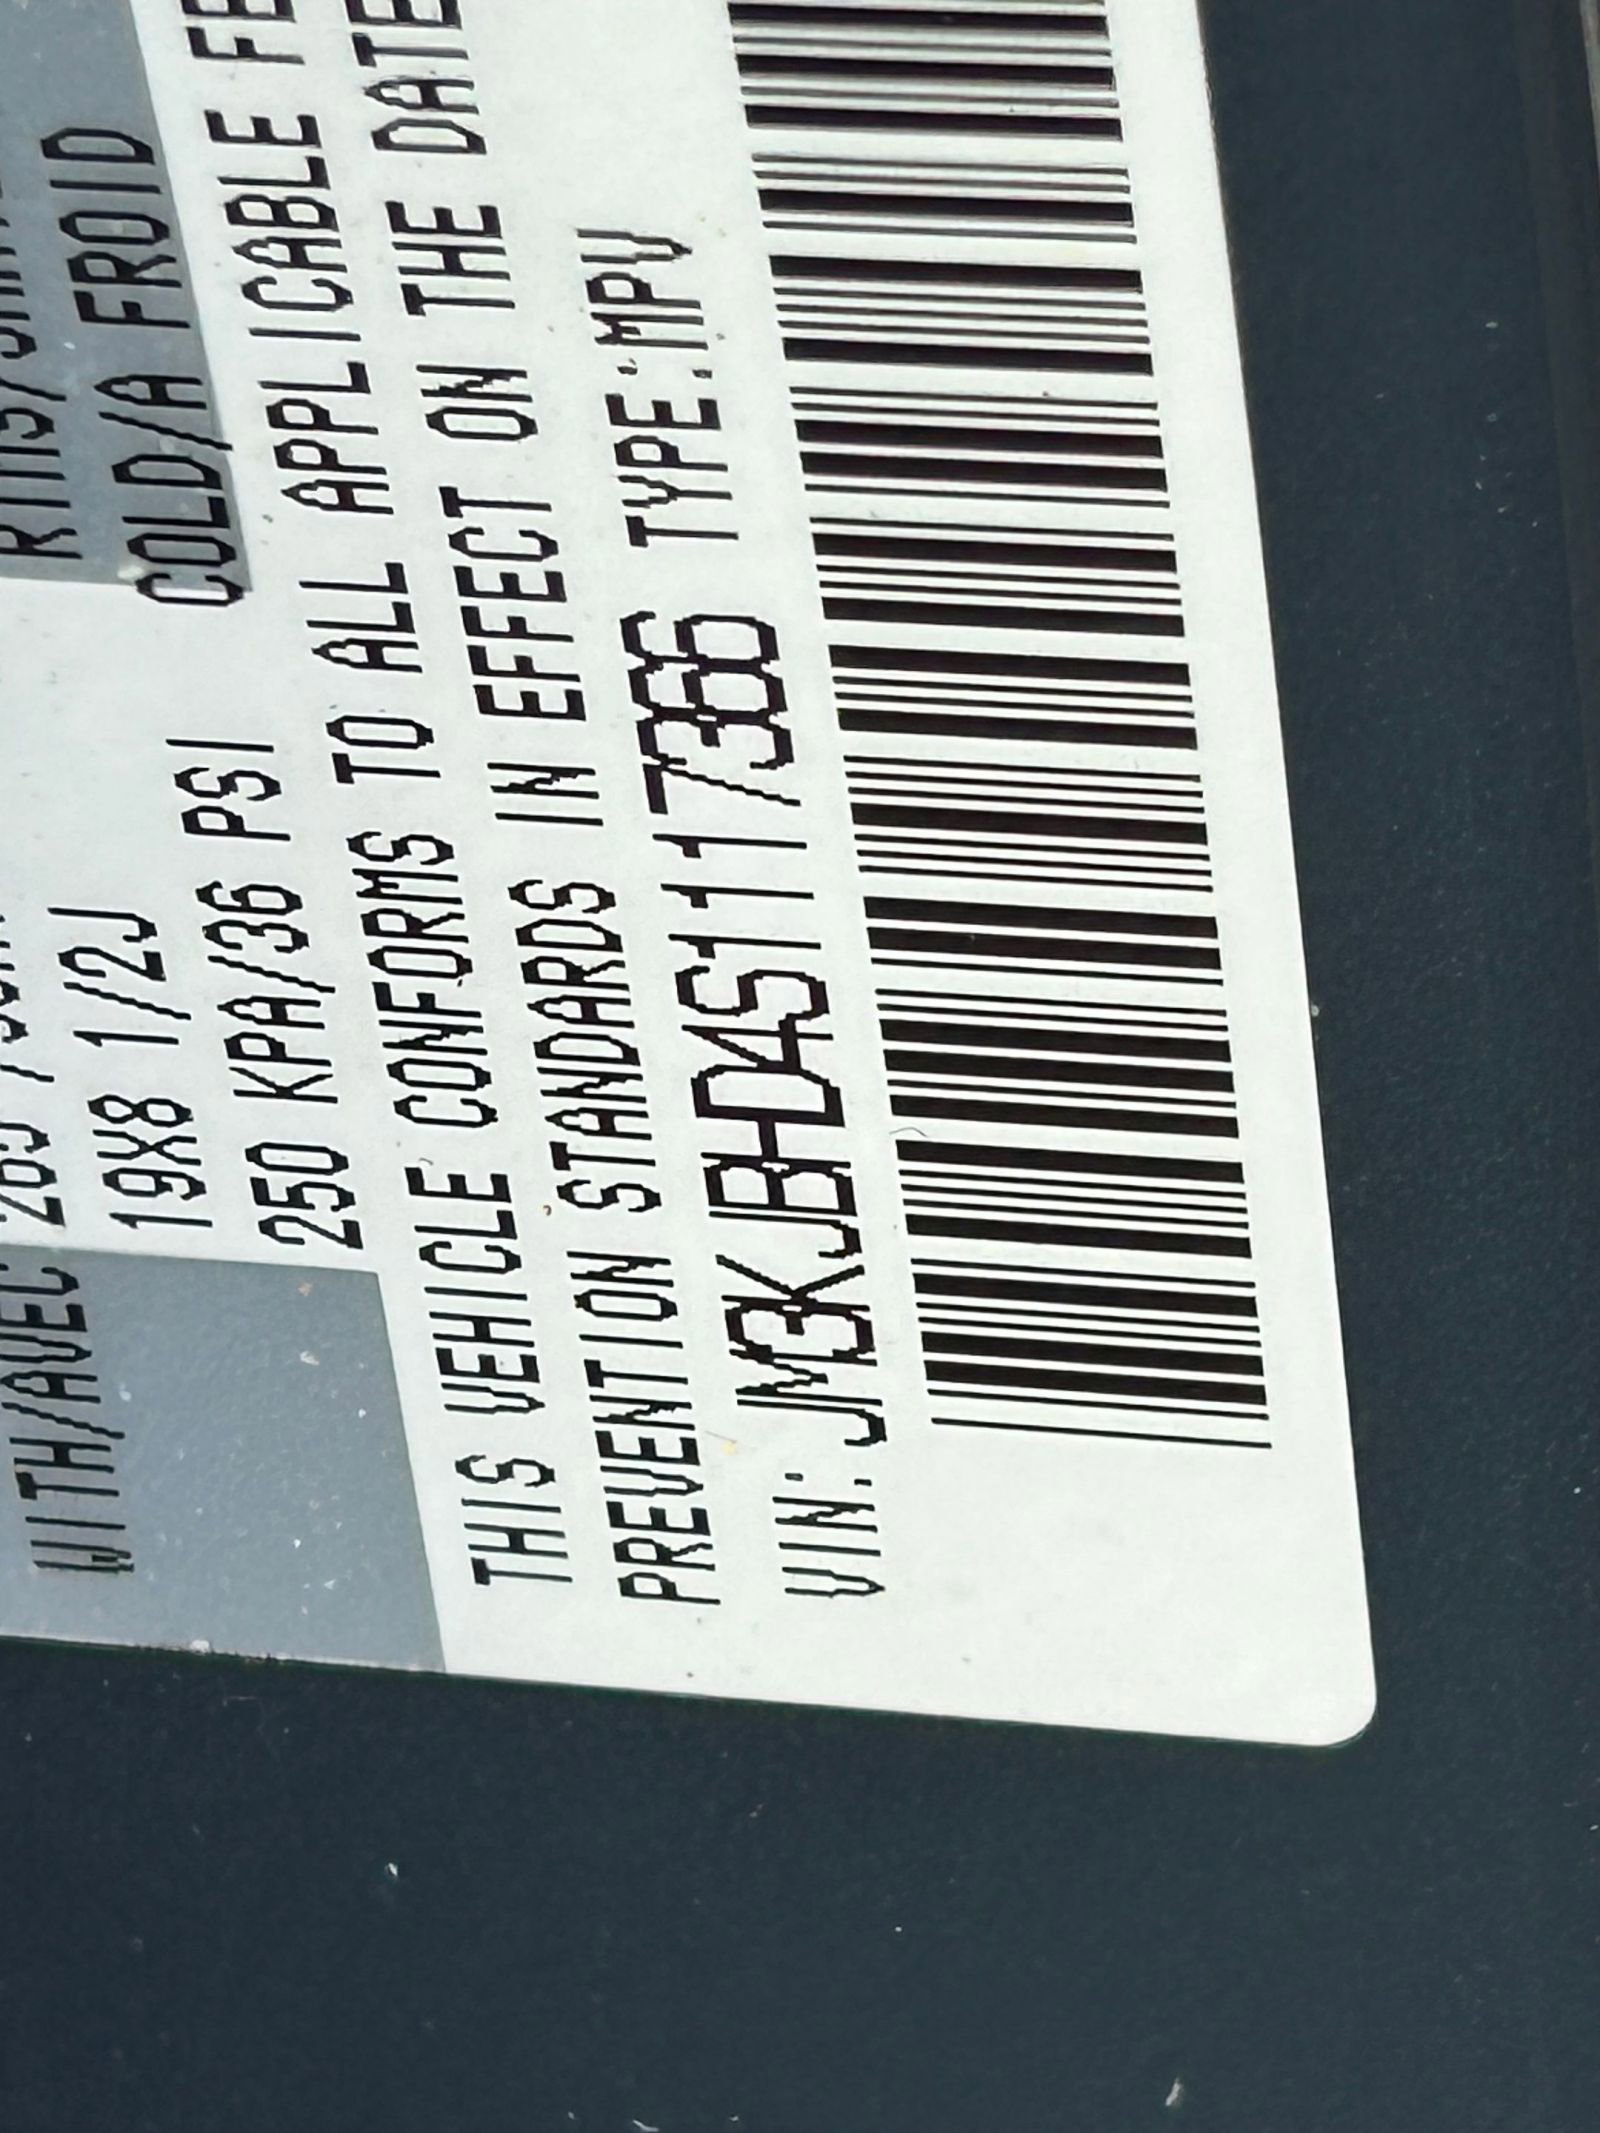 WITH/AVEC
19X8 1/2J
250 KPA/36 PSI COLD/A FROID
THIS VEHICLE CONFORMS TO ALL APPLICABLE FE
PREVENTION STANDARDS IN EFFECT ON THE DATE
VIN: JM3KJBHD4S1117366 TYPE:MPV